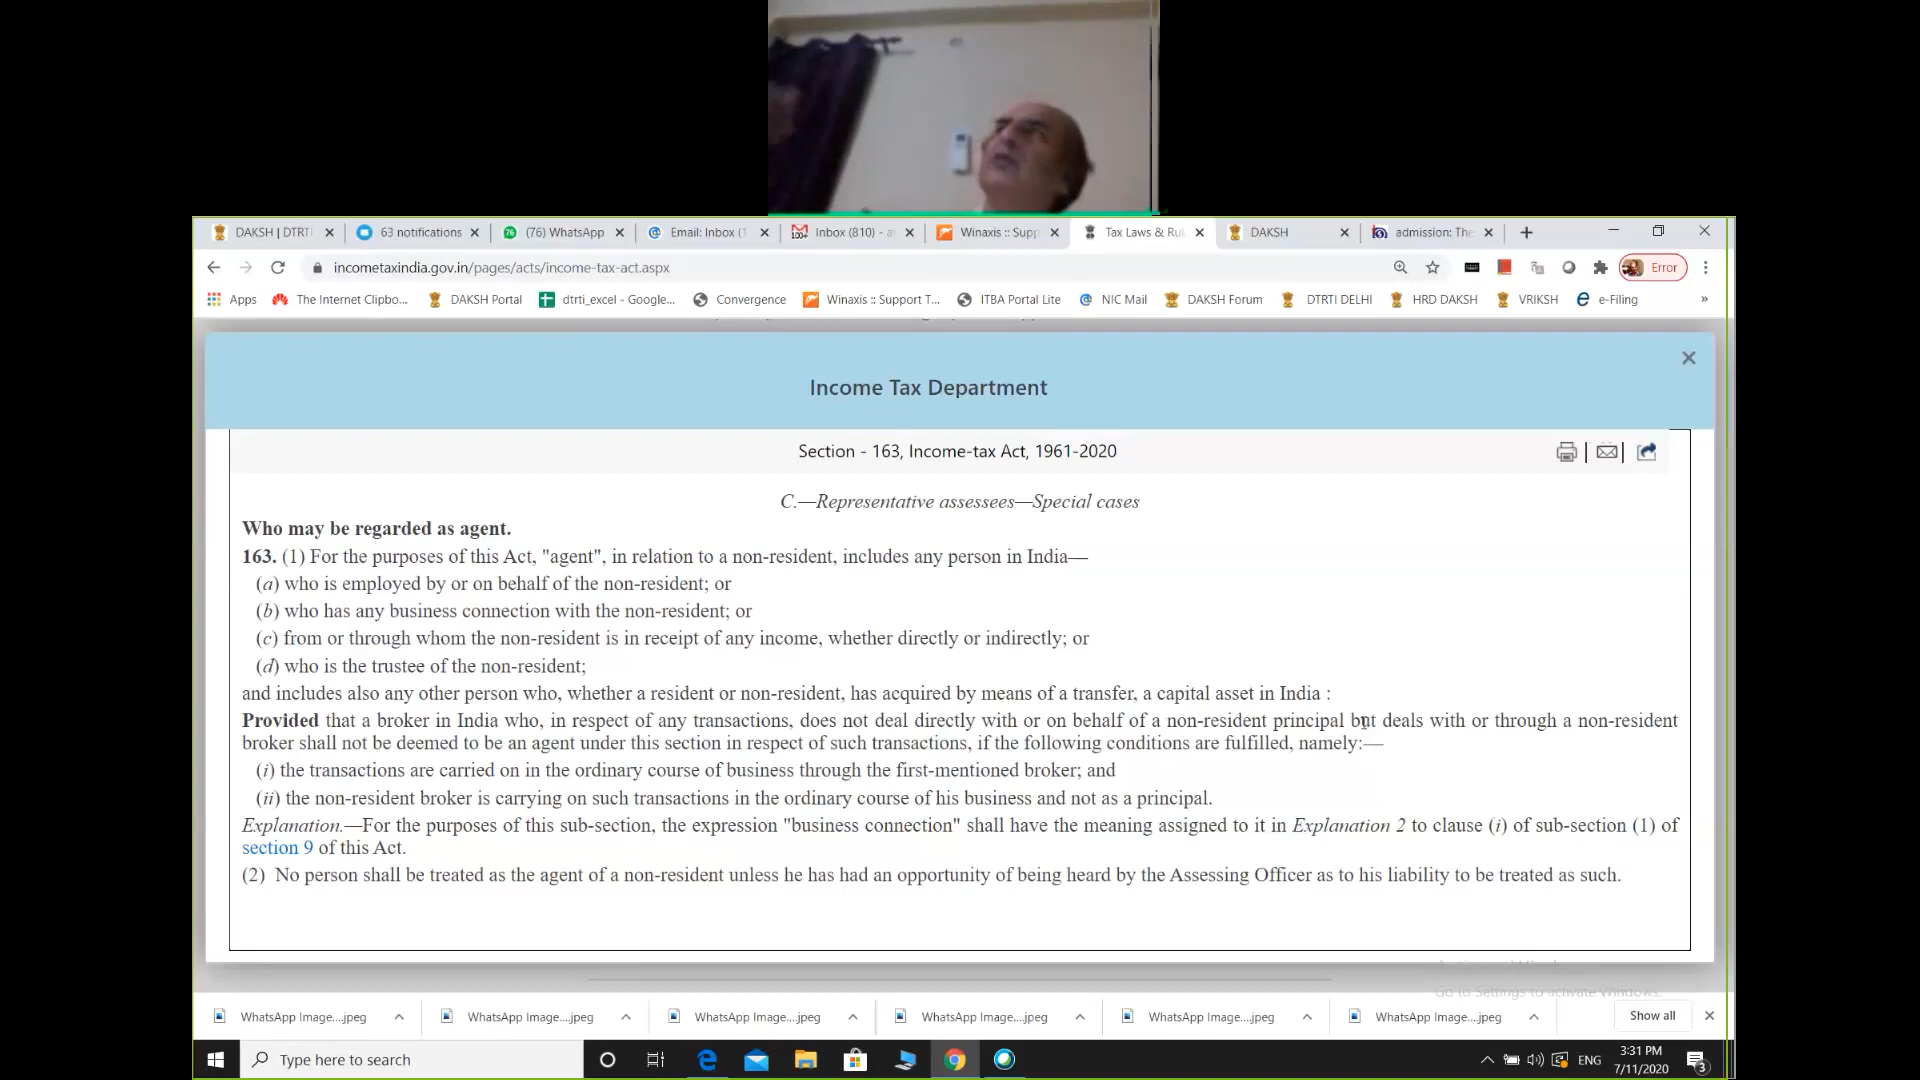 DAKSH | DTRTI
63 notifications
(76) WhatsApp
Email: Inbox (1
Inbox (810) - a
Winaxis :: Supp
Tax Laws & Rul
DAKSH
admission: The
incometaxindia.gov.in/pages/acts/income-tax-act.aspx
Error
Apps
The Internet Clipbo...
DAKSH Portal
dtrti_excel - Google...
Convergence
Winaxis :: Support T...
ITBA Portal Lite
NIC Mail
DAKSH Forum
DTRTI DELHI
HRD DAKSH
VRIKSH
e-Filing
Income Tax Department
Section - 163, Income-tax Act, 1961-2020
C.—Representative assessees—Special cases
Who may be regarded as agent.
163. (1) For the purposes of this Act, "agent", in relation to a non-resident, includes any person in India—
(a) who is employed by or on behalf of the non-resident; or
(b) who has any business connection with the non-resident; or
(c) from or through whom the non-resident is in receipt of any income, whether directly or indirectly; or
(d) who is the trustee of the non-resident;
and includes also any other person who, whether a resident or non-resident, has acquired by means of a transfer, a capital asset in India :
Provided that a broker in India who, in respect of any transactions, does not deal directly with or on behalf of a non-resident principal but deals with or through a non-resident
broker shall not be deemed to be an agent under this section in respect of such transactions, if the following conditions are fulfilled, namely:—
(i) the transactions are carried on in the ordinary course of business through the first-mentioned broker; and
(ii) the non-resident broker is carrying on such transactions in the ordinary course of his business and not as a principal.
Explanation.—For the purposes of this sub-section, the expression "business connection" shall have the meaning assigned to it in Explanation 2 to clause (i) of sub-section (1) of
section 9 of this Act.
(2) No person shall be treated as the agent of a non-resident unless he has had an opportunity of being heard by the Assessing Officer as to his liability to be treated as such.
Go to Settings to activate Windows.
WhatsApp Image....jpeg
WhatsApp Image....jpeg
WhatsApp Image....jpeg
WhatsApp Image....jpeg
WhatsApp Image....jpeg
WhatsApp Image....jpeg
Show all
Type here to search
ENG
3:31 PM
7/11/2020
3